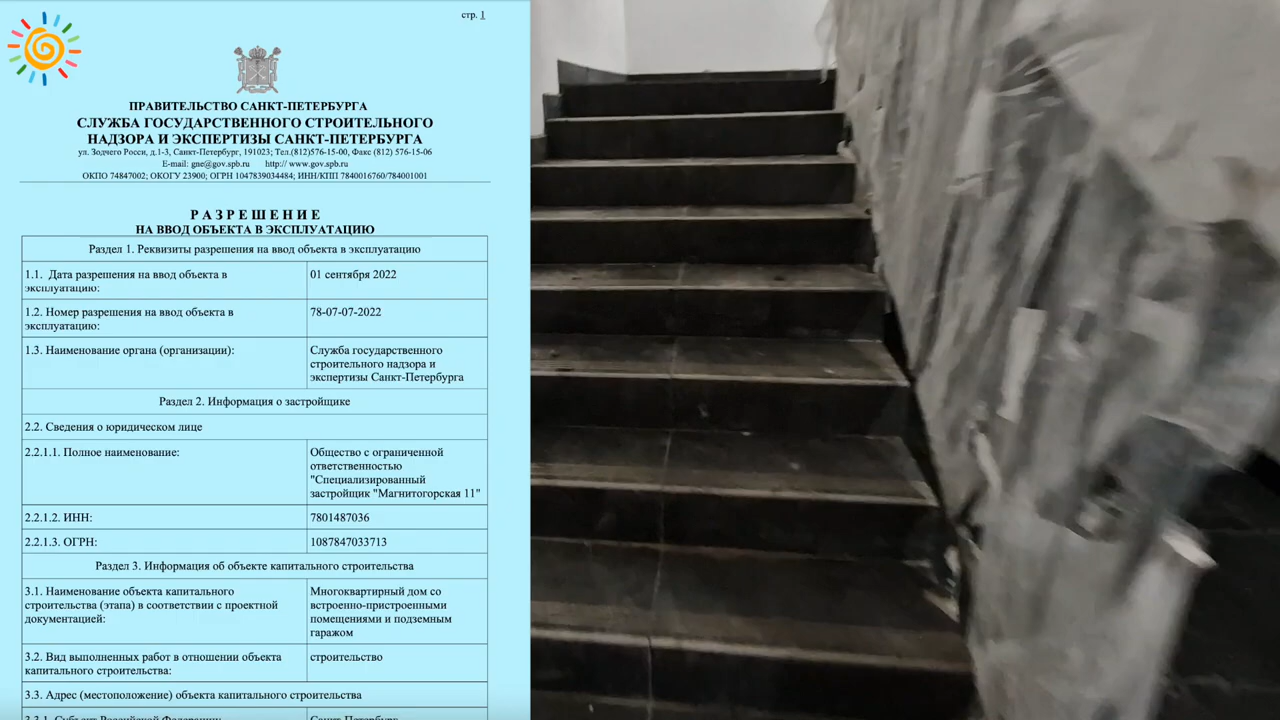 стр. 1
ПРАВИТЕЛЬСТВО САНКТ-ПЕТЕРБУРГА
СЛУЖБА ГОСУДАРСТВЕННОГО СТРОИТЕЛЬНОГО
НАДЗОРА И ЭКСПЕРТИЗЫ САНКТ-ПЕТЕРБУРГА
ул. Зодчего Росси, д.1-3, Санкт-Петербург, 191023; Тел.(812)576-15-00, Факс (812) 576-15-06
E-mail: gne@gov.spb.ru http:// www.gov.spb.ru
ОКПО 74847002; ОКОГУ 23900; ОГРН 1047839034484; ИНН/КПП 7840016760/784001001
Р А З Р Е Ш Е Н И Е
НА ВВОД ОБЪЕКТА В ЭКСПЛУАТАЦИЮ
Раздел 1. Реквизиты разрешения на ввод объекта в эксплуатацию
1.1. Дата разрешения на ввод объекта в
эксплуатацию:
01 сентября 2022
1.2. Номер разрешения на ввод объекта в
эксплуатацию:
78-07-07-2022
1.3. Наименование органа (организации):
Служба государственного
строительного надзора и
экспертизы Санкт-Петербурга
Раздел 2. Информация о застройщике
2.2. Сведения о юридическом лице
2.2.1.1. Полное наименование:
Общество с ограниченной
ответственностью
"Специализированный
застройщик "Магнитогорская 11"
2.2.1.2. ИНН:
7801487036
2.2.1.3. ОГРН:
1087847033713
Раздел 3. Информация об объекте капитального строительства
3.1. Наименование объекта капитального
строительства (этапа) в соответствии с проектной
документацией:
Многоквартирный дом со
встроенно-пристроенными
помещениями и подземным
гаражом
3.2. Вид выполненных работ в отношении объекта
капитального строительства:
строительство
3.3. Адрес (местоположение) объекта капитального строительства
3.3.1. Субъект Российской Федерации:
Санкт-Петербург